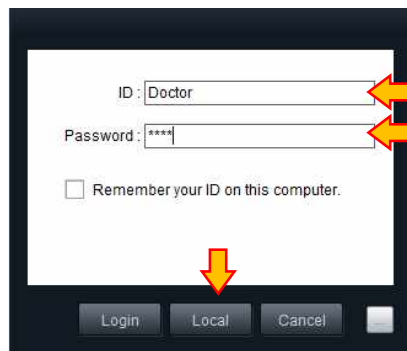 ID : Doctor
Password : ****
Remember your ID on this computer.
Login Local Cancel ...